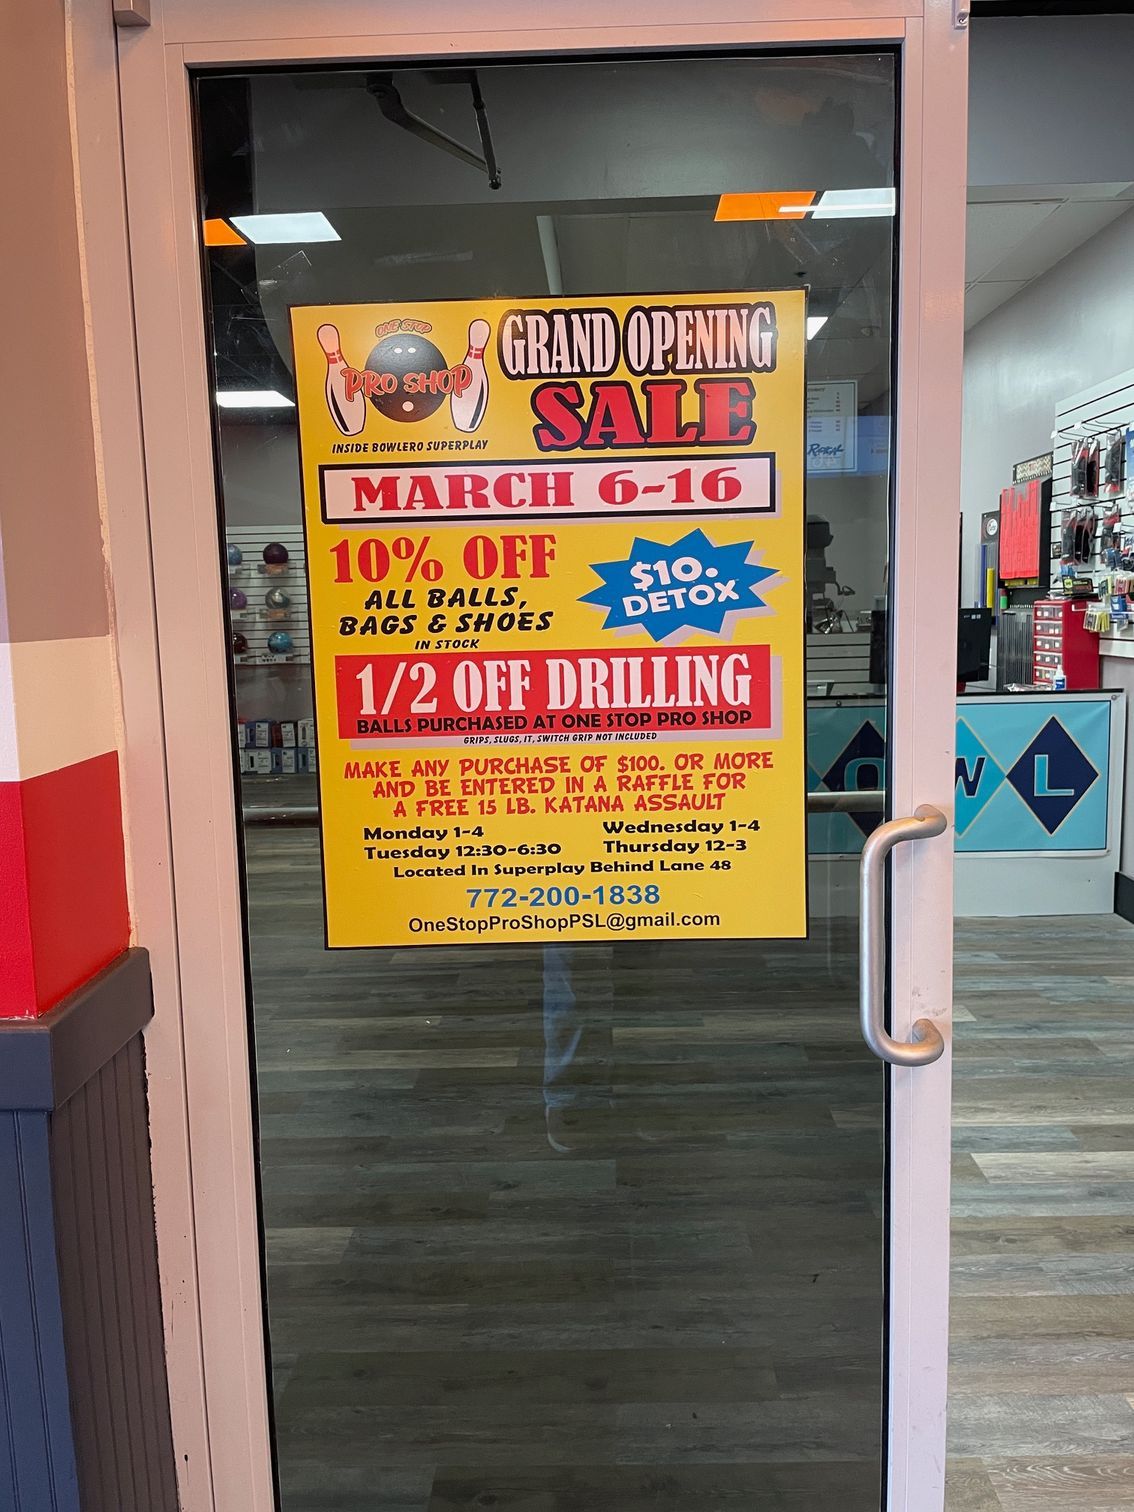 ONE STOP
PRO SHOP
INSIDE BOWLERO SUPERPLAY
GRAND OPENING
SALE
MARCH 6-16
10% OFF
ALL BALLS,
BAGS & SHOES
IN STOCK
$10.
DETOX
1/2 OFF DRILLING
BALLS PURCHASED AT ONE STOP PRO SHOP
GRIPS, SLUGS, IT, SWITCH GRIP NOT INCLUDED
MAKE ANY PURCHASE OF $100. OR MORE
AND BE ENTERED IN A RAFFLE FOR
A FREE 15 LB. KATANA ASSAULT
Monday 1-4
Wednesday 1-4
Tuesday 12:30-6:30
Thursday 12-3
Located In Superplay Behind Lane 48
772-200-1838
OneStopProShopPSL@gmail.com
O W L